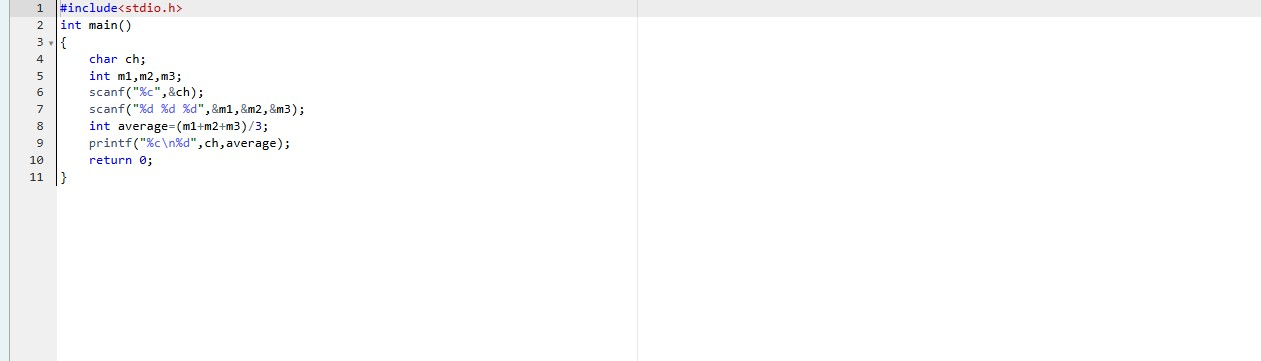 1 #include<stdio.h>
2 int main()
3 {
4 char ch;
5 int m1,m2,m3;
6 scanf("%c",&ch);
7 scanf("%d %d %d",&m1,&m2,&m3);
8 int average=(m1+m2+m3)/3;
9 printf("%c\n%d",ch,average);
10 return 0;
11 }